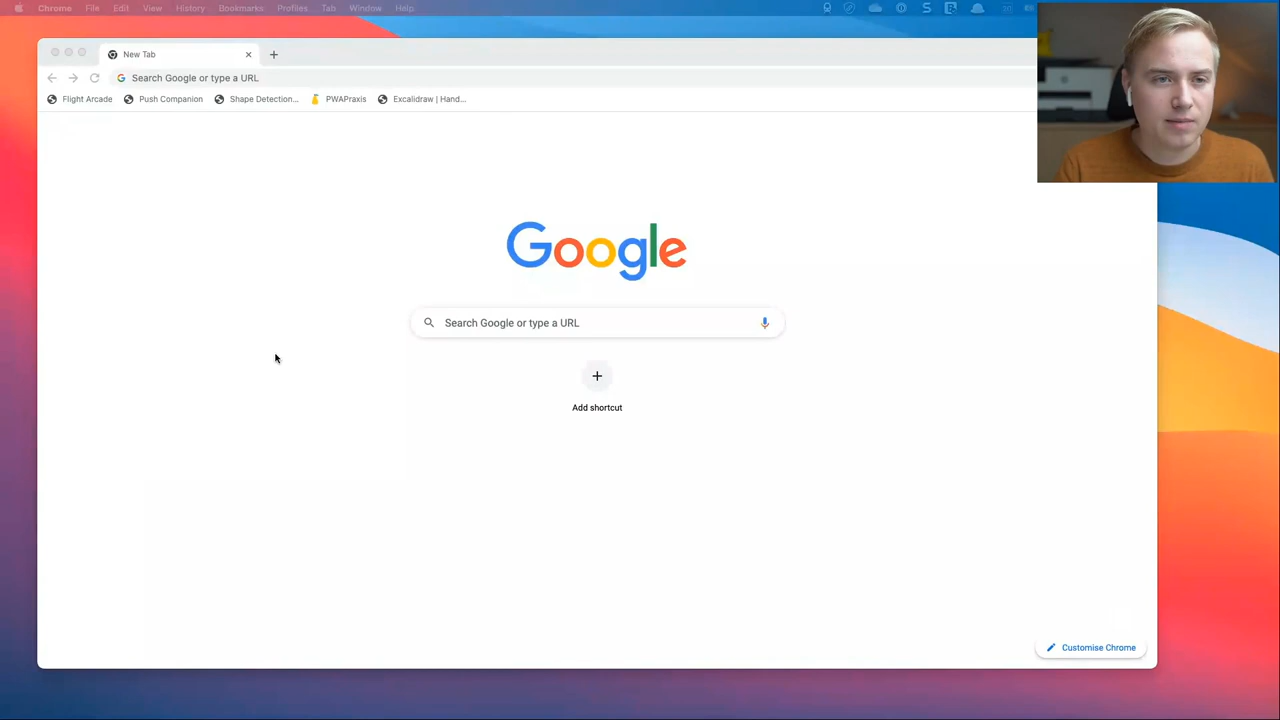 Chrome File Edit View History Bookmarks Profiles Tab Window Help
New Tab
Search Google or type a URL
Flight Arcade Push Companion Shape Detection... PWAPraxis Excalidraw | Hand...
Google
Search Google or type a URL
Add shortcut
Customise Chrome